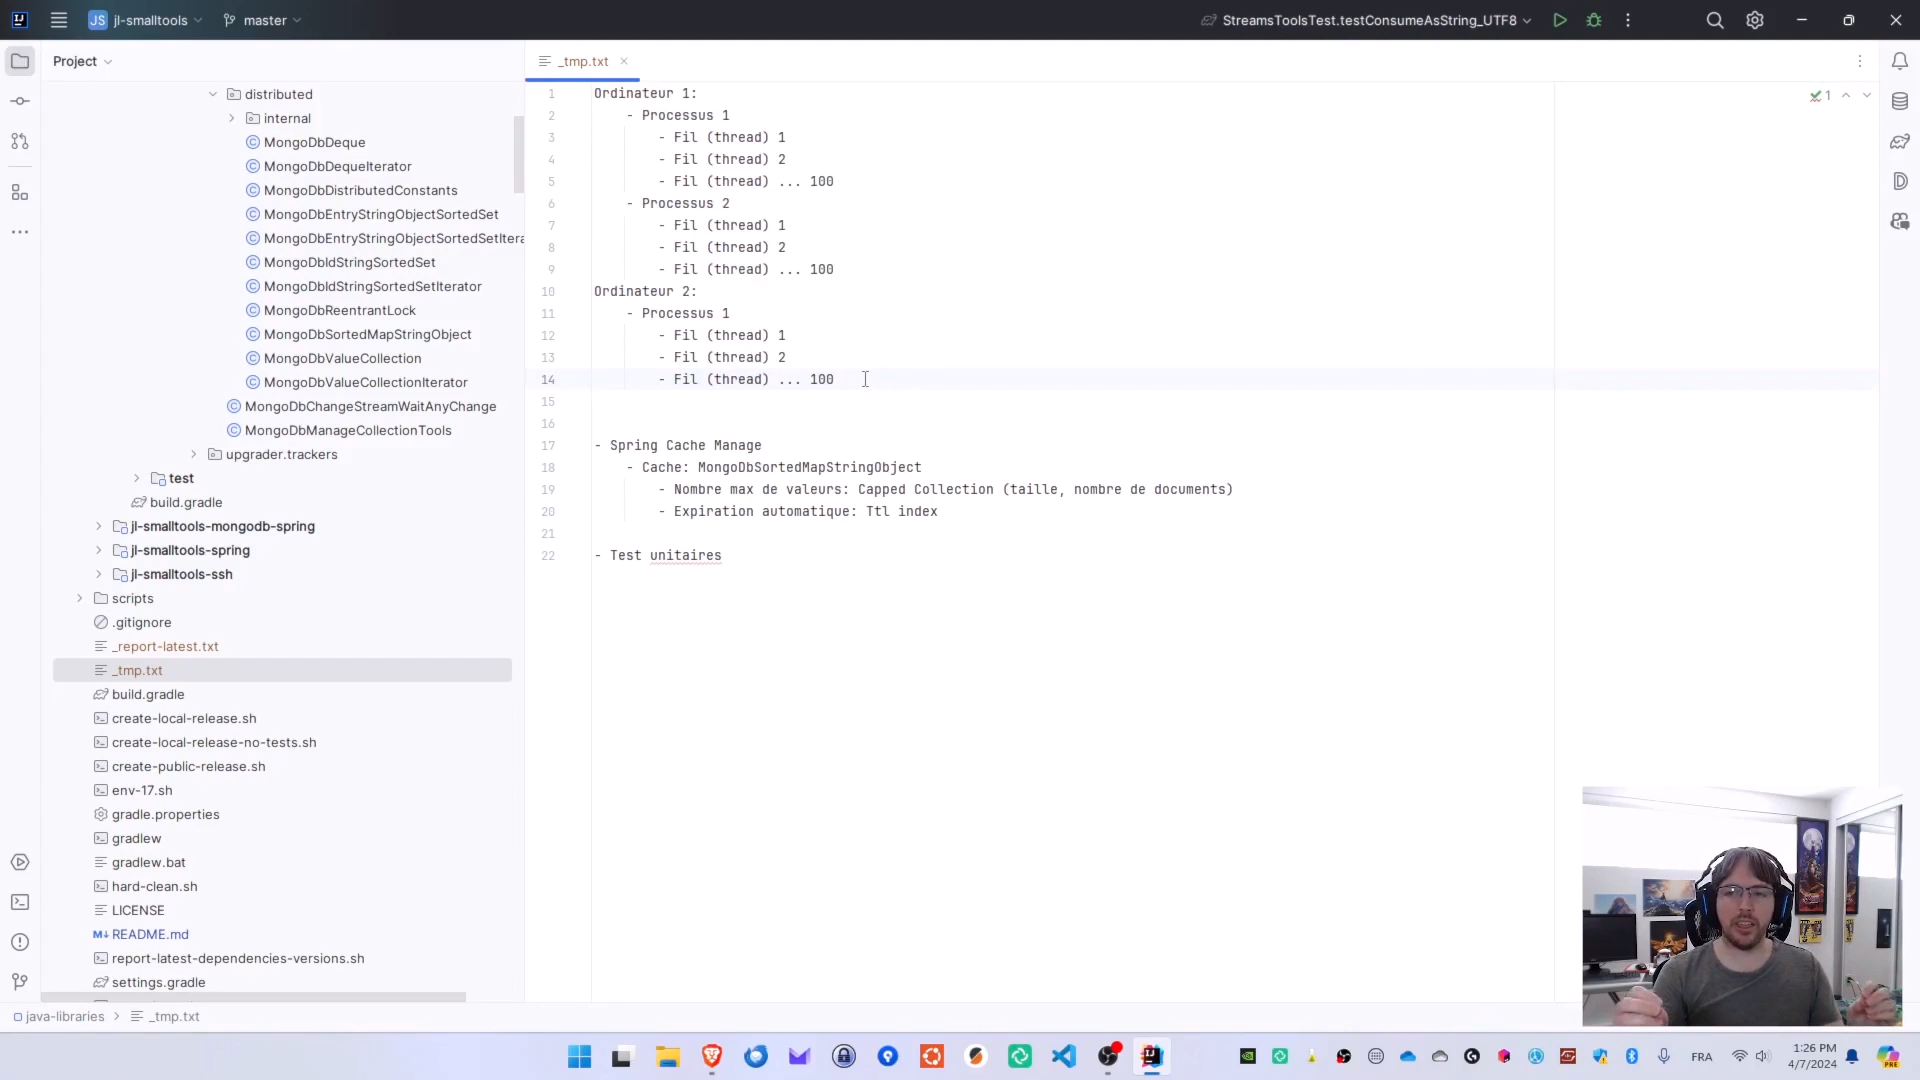 JS jl-smalltools
master
StreamsToolsTest.testConsumeAsString_UTF8
Project
_tmp.txt
distributed
internal
MongoDbDeque
MongoDbDequeIterator
MongoDbDistributedConstants
MongoDbEntryStringObjectSortedSet
MongoDbEntryStringObjectSortedSetItera
MongoDbIdStringSortedSet
MongoDbIdStringSortedSetIterator
MongoDbReentrantLock
MongoDbSortedMapStringObject
MongoDbValueCollection
MongoDbValueCollectionIterator
MongoDbChangeStreamWaitAnyChange
MongoDbManageCollectionTools
upgrader.trackers
test
build.gradle
jl-smalltools-mongodb-spring
jl-smalltools-spring
jl-smalltools-ssh
scripts
.gitignore
_report-latest.txt
_tmp.txt
build.gradle
create-local-release.sh
create-local-release-no-tests.sh
create-public-release.sh
env-17.sh
gradle.properties
gradlew
gradlew.bat
hard-clean.sh
LICENSE
README.md
report-latest-dependencies-versions.sh
settings.gradle
1 Ordinateur 1:
2 - Processus 1
3 - Fil (thread) 1
4 - Fil (thread) 2
5 - Fil (thread) ... 100
6 - Processus 2
7 - Fil (thread) 1
8 - Fil (thread) 2
9 - Fil (thread) ... 100
10 Ordinateur 2:
11 - Processus 1
12 - Fil (thread) 1
13 - Fil (thread) 2
14 - Fil (thread) ... 100
15
16
17 - Spring Cache Manage
18 - Cache: MongoDbSortedMapStringObject
19 - Nombre max de valeurs: Capped Collection (taille, nombre de documents)
20 - Expiration automatique: Ttl index
21
22 - Test unitaires
1
java-libraries > _tmp.txt
FRA
1:26 PM
4/7/2024